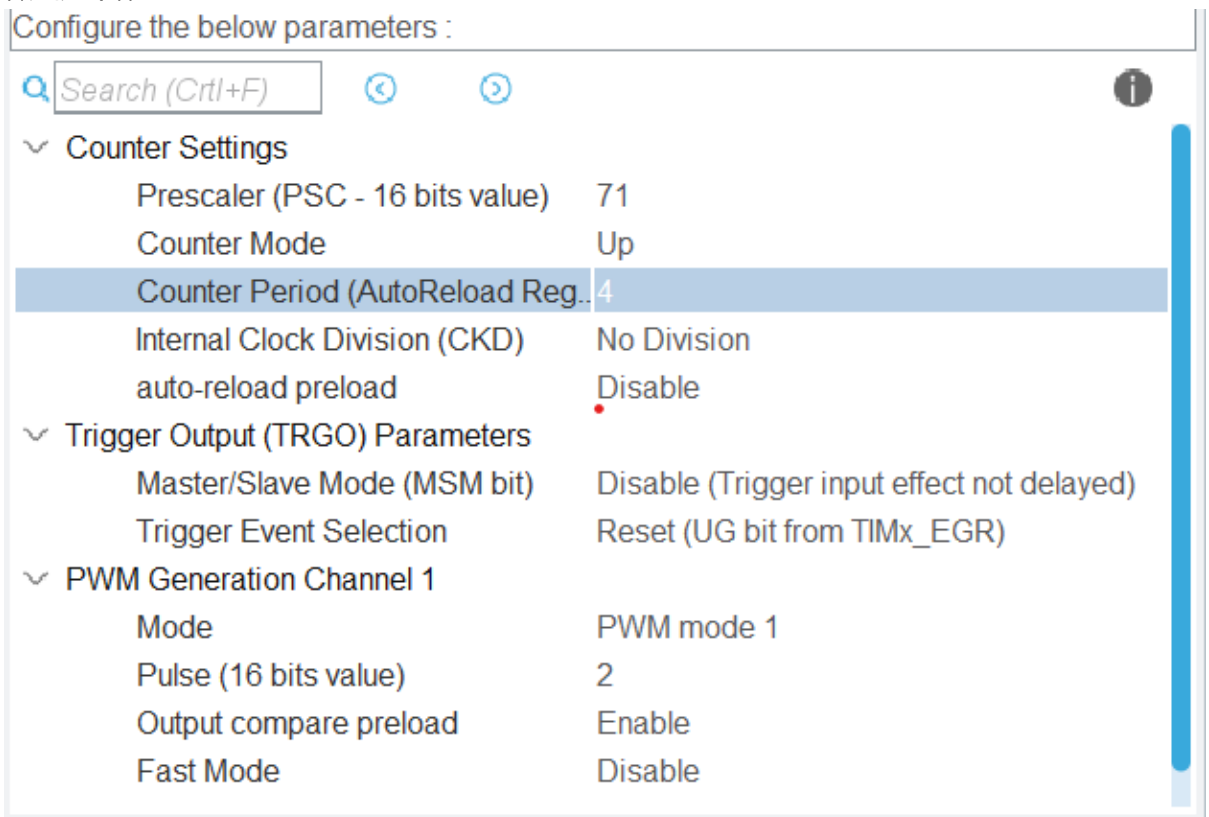 Configure the below parameters :
Search (Crtl+F)
Counter Settings
Prescaler (PSC - 16 bits value) 71
Counter Mode Up
Counter Period (AutoReload Reg.. 4
Internal Clock Division (CKD) No Division
auto-reload preload Disable
Trigger Output (TRGO) Parameters
Master/Slave Mode (MSM bit) Disable (Trigger input effect not delayed)
Trigger Event Selection Reset (UG bit from TIMx_EGR)
PWM Generation Channel 1
Mode PWM mode 1
Pulse (16 bits value) 2
Output compare preload Enable
Fast Mode Disable